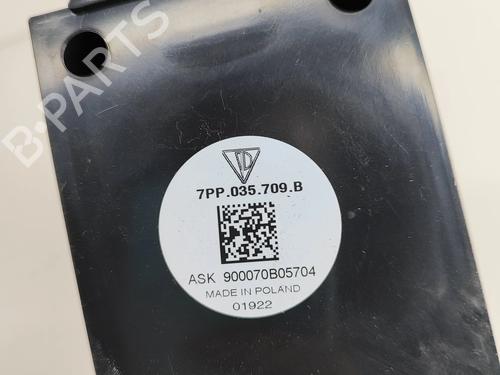 B-PARTS
7PP.035.709.B
ASK 900070B05704
MADE IN POLAND
01922